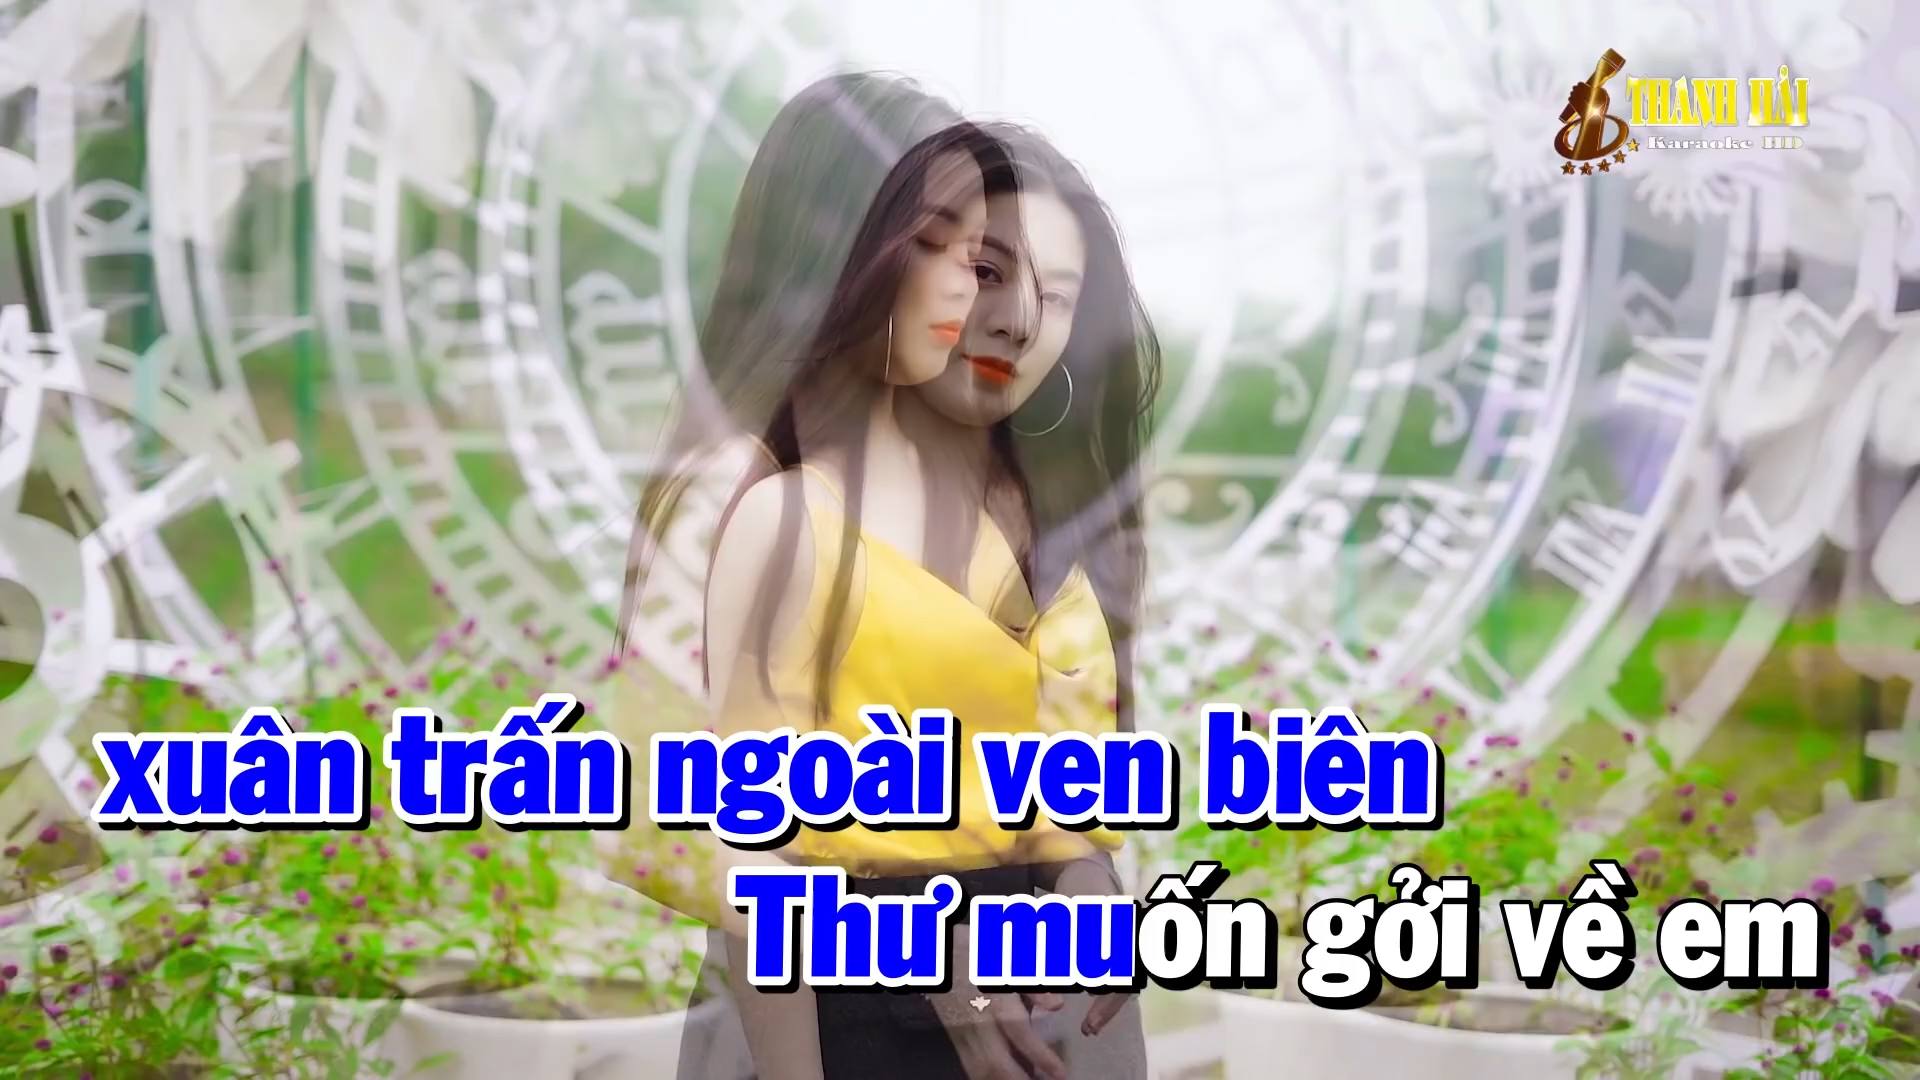 THANH HẢI
Karaoke HD
xuân trấn ngoài ven biên
Thư muốn gởi về em